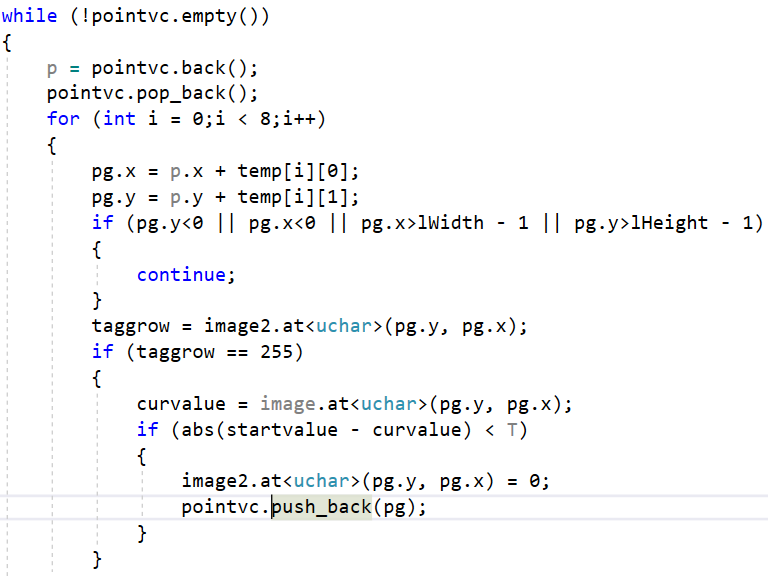 while (!pointvc.empty())
{
    p = pointvc.back();
    pointvc.pop_back();
    for (int i = 0;i < 8;i++)
    {
        pg.x = p.x + temp[i][0];
        pg.y = p.y + temp[i][1];
        if (pg.y<0 || pg.x<0 || pg.x>lWidth - 1 || pg.y>lHeight - 1)
        {
            continue;
        }
        taggrow = image2.at<uchar>(pg.y, pg.x);
        if (taggrow == 255)
        {
            curvalue = image.at<uchar>(pg.y, pg.x);
            if (abs(startvalue - curvalue) < T)
            {
                image2.at<uchar>(pg.y, pg.x) = 0;
                pointvc.push_back(pg);
            }
        }